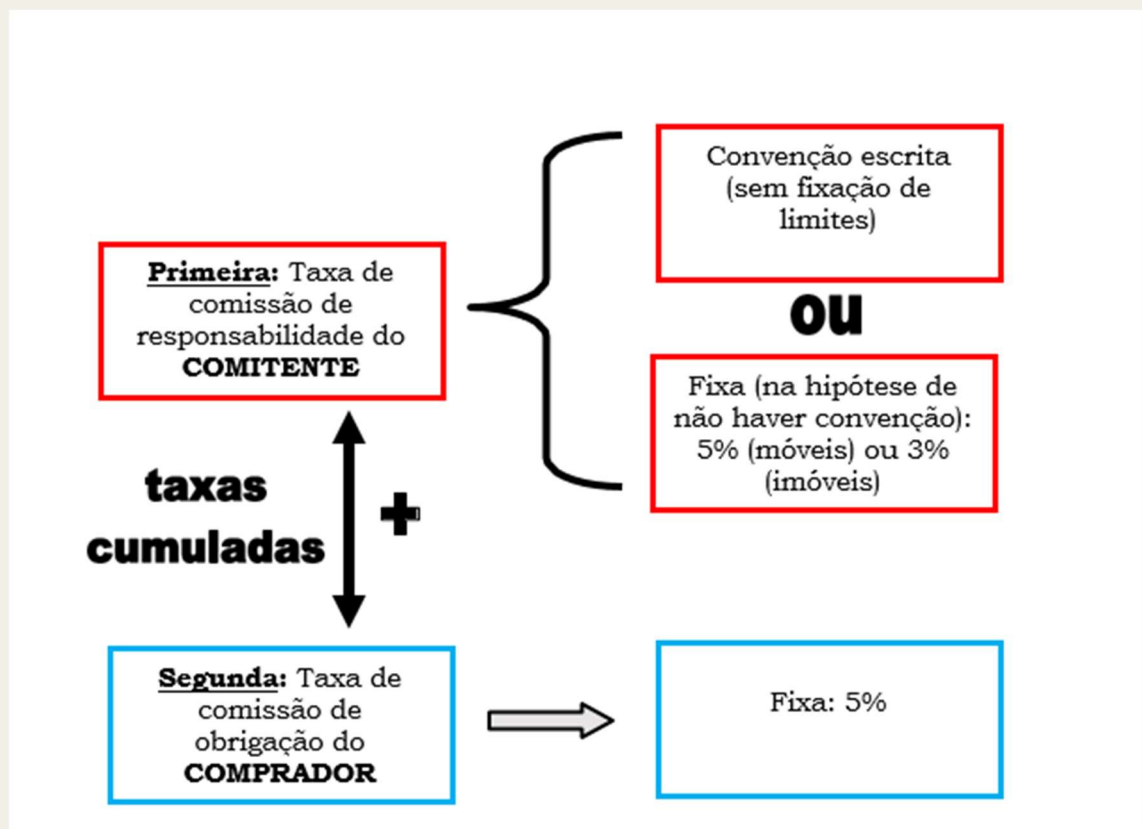 Convenção escrita
(sem fixação de
limites)
Primeira: Taxa de
comissão de
responsabilidade do
COMITENTE
ou
Fixa (na hipótese de
não haver convenção):
5% (móveis) ou 3%
(imóveis)
taxas
cumuladas
+
Segunda: Taxa de
comissão de
obrigação do
COMPRADOR
Fixa: 5%